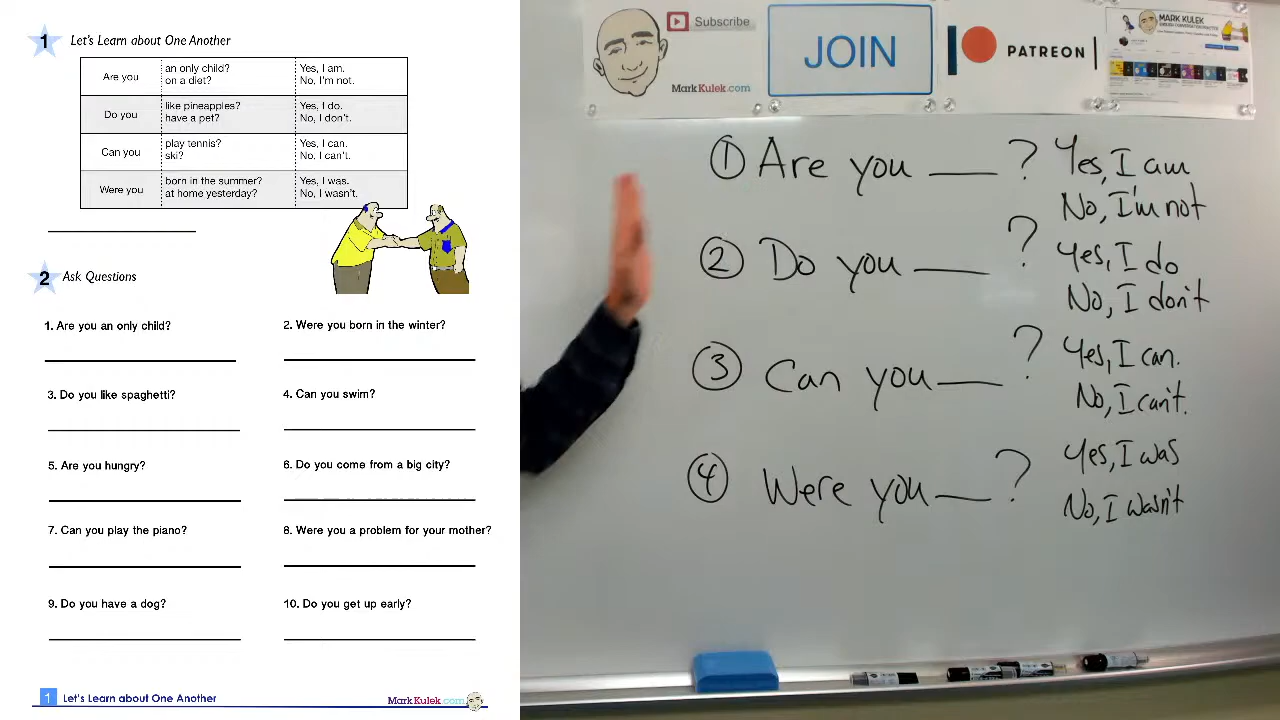 1 Let's Learn about One Another
Are you
an only child?
on a diet?
Yes, I am.
No. I'm not.
Do you
like pineapples?
have a pet?
Yes, I do.
No, I don't.
Can you
play tennis?
ski?
Yes, I can.
No. I can't.
Were you
born in the summer?
at home yesterday?
Yes, I was.
No, I wasn't.
2 Ask Questions
1. Are you an only child?
2. Were you born in the winter?
3. Do you like spaghetti?
4. Can you swim?
5. Are you hungry?
6. Do you come from a big city?
7. Can you play the piano?
8. Were you a problem for your mother?
9. Do you have a dog?
10. Do you get up early?
1 Let's Learn about One Another
MarkKulek.com
Subscribe
MarkKulek.com
JOIN
PATREON
MARK KULEK
1 Are you ___ ? Yes, I am
No, I'm not
2 Do you ___ ? Yes, I do
No, I don't
3 Can you ___ ? Yes, I can.
No, I can't.
4 Were you ___ ? Yes, I was
No, I wasn't